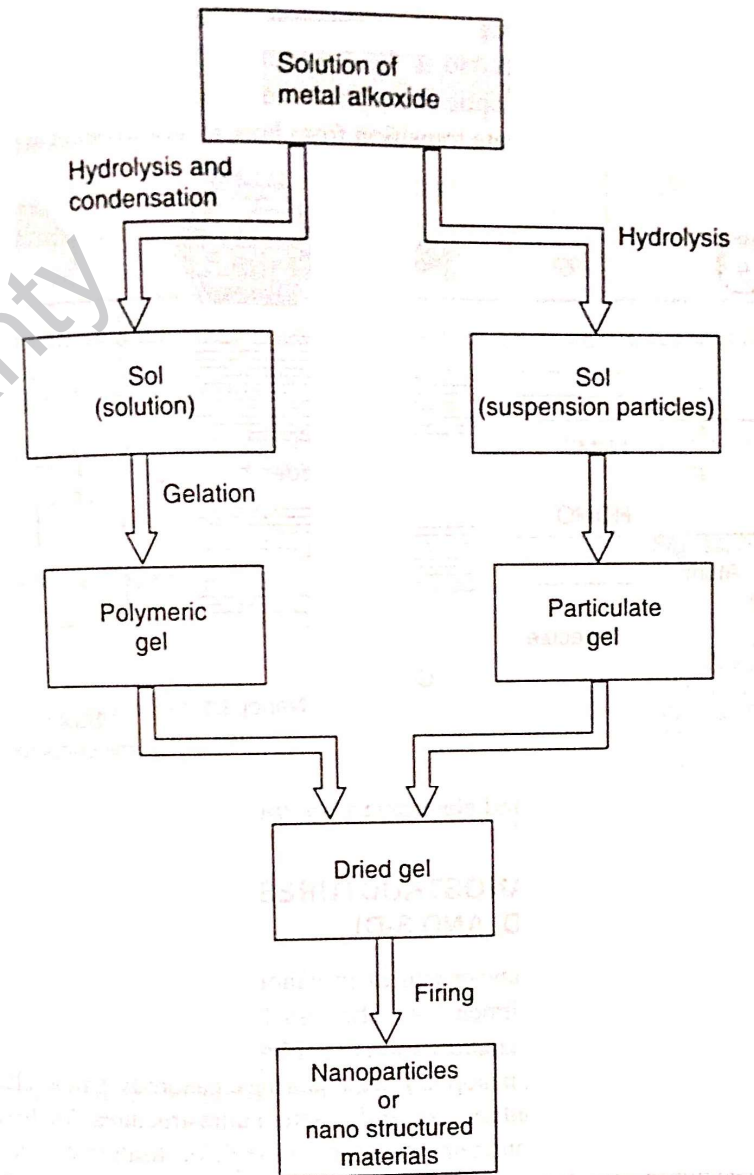 Solution of
metal alkoxide
Hydrolysis and
condensation
Hydrolysis
Sol
(solution)
Sol
(suspension particles)
Gelation
Polymeric
gel
Particulate
gel
Dried gel
Firing
Nanoparticles
or
nano structured
materials